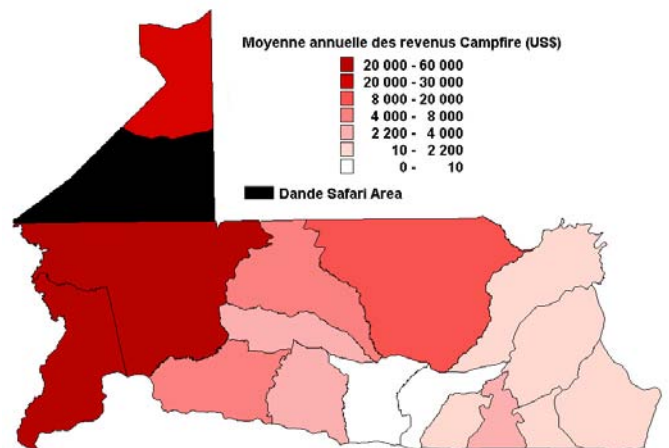 Moyenne annuelle des revenus Campfire (US$)
20 000 - 60 000
20 000 - 30 000
8 000 - 20 000
4 000 - 8 000
2 200 - 4 000
10 - 2 200
0 - 10
Dande Safari Area